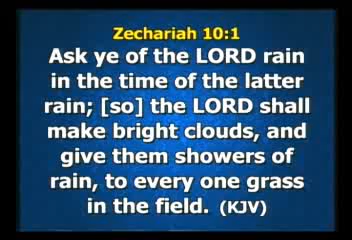 Zechariah 10:1
Ask ye of the LORD rain
in the time of the latter
rain; [so] the LORD shall
make bright clouds, and
give them showers of
rain, to every one grass
in the field. (KJV)